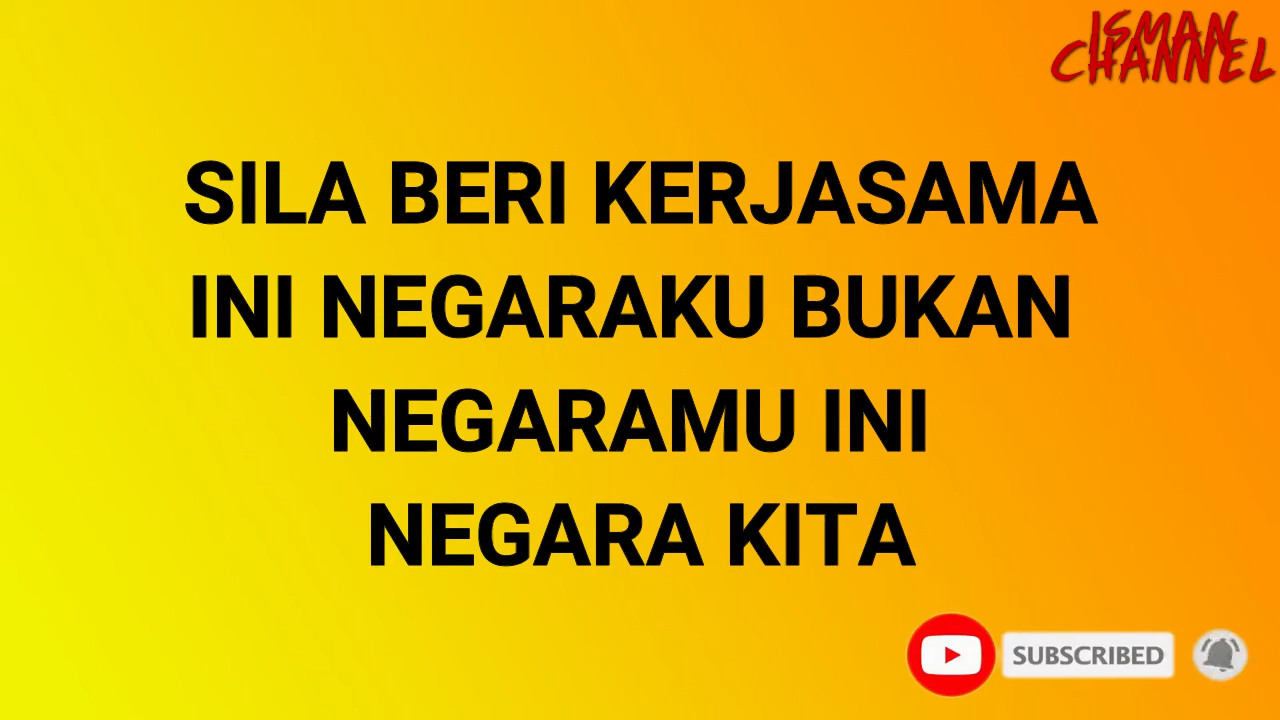 ISMAN
CHANNEL
SILA BERI KERJASAMA
INI NEGARAKU BUKAN
NEGARAMU INI
NEGARA KITA
SUBSCRIBED